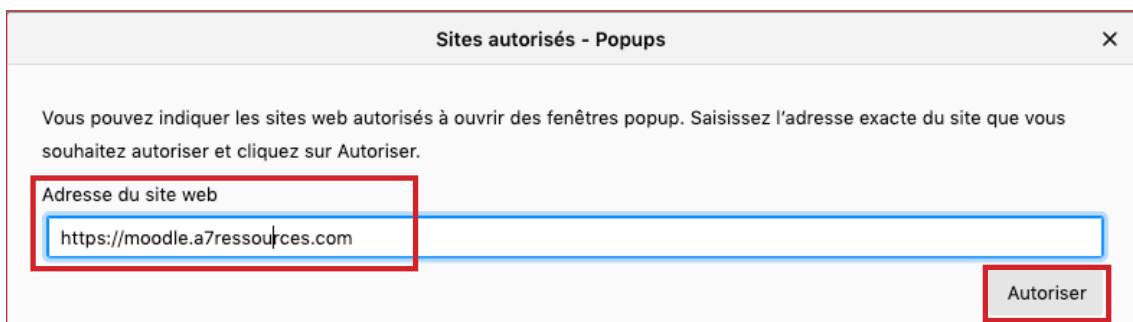 Sites autorisés - Popups
Vous pouvez indiquer les sites web autorisés à ouvrir des fenêtres popup. Saisissez l’adresse exacte du site que vous
souhaitez autoriser et cliquez sur Autoriser.
Adresse du site web
https://moodle.a7ressources.com
Autoriser